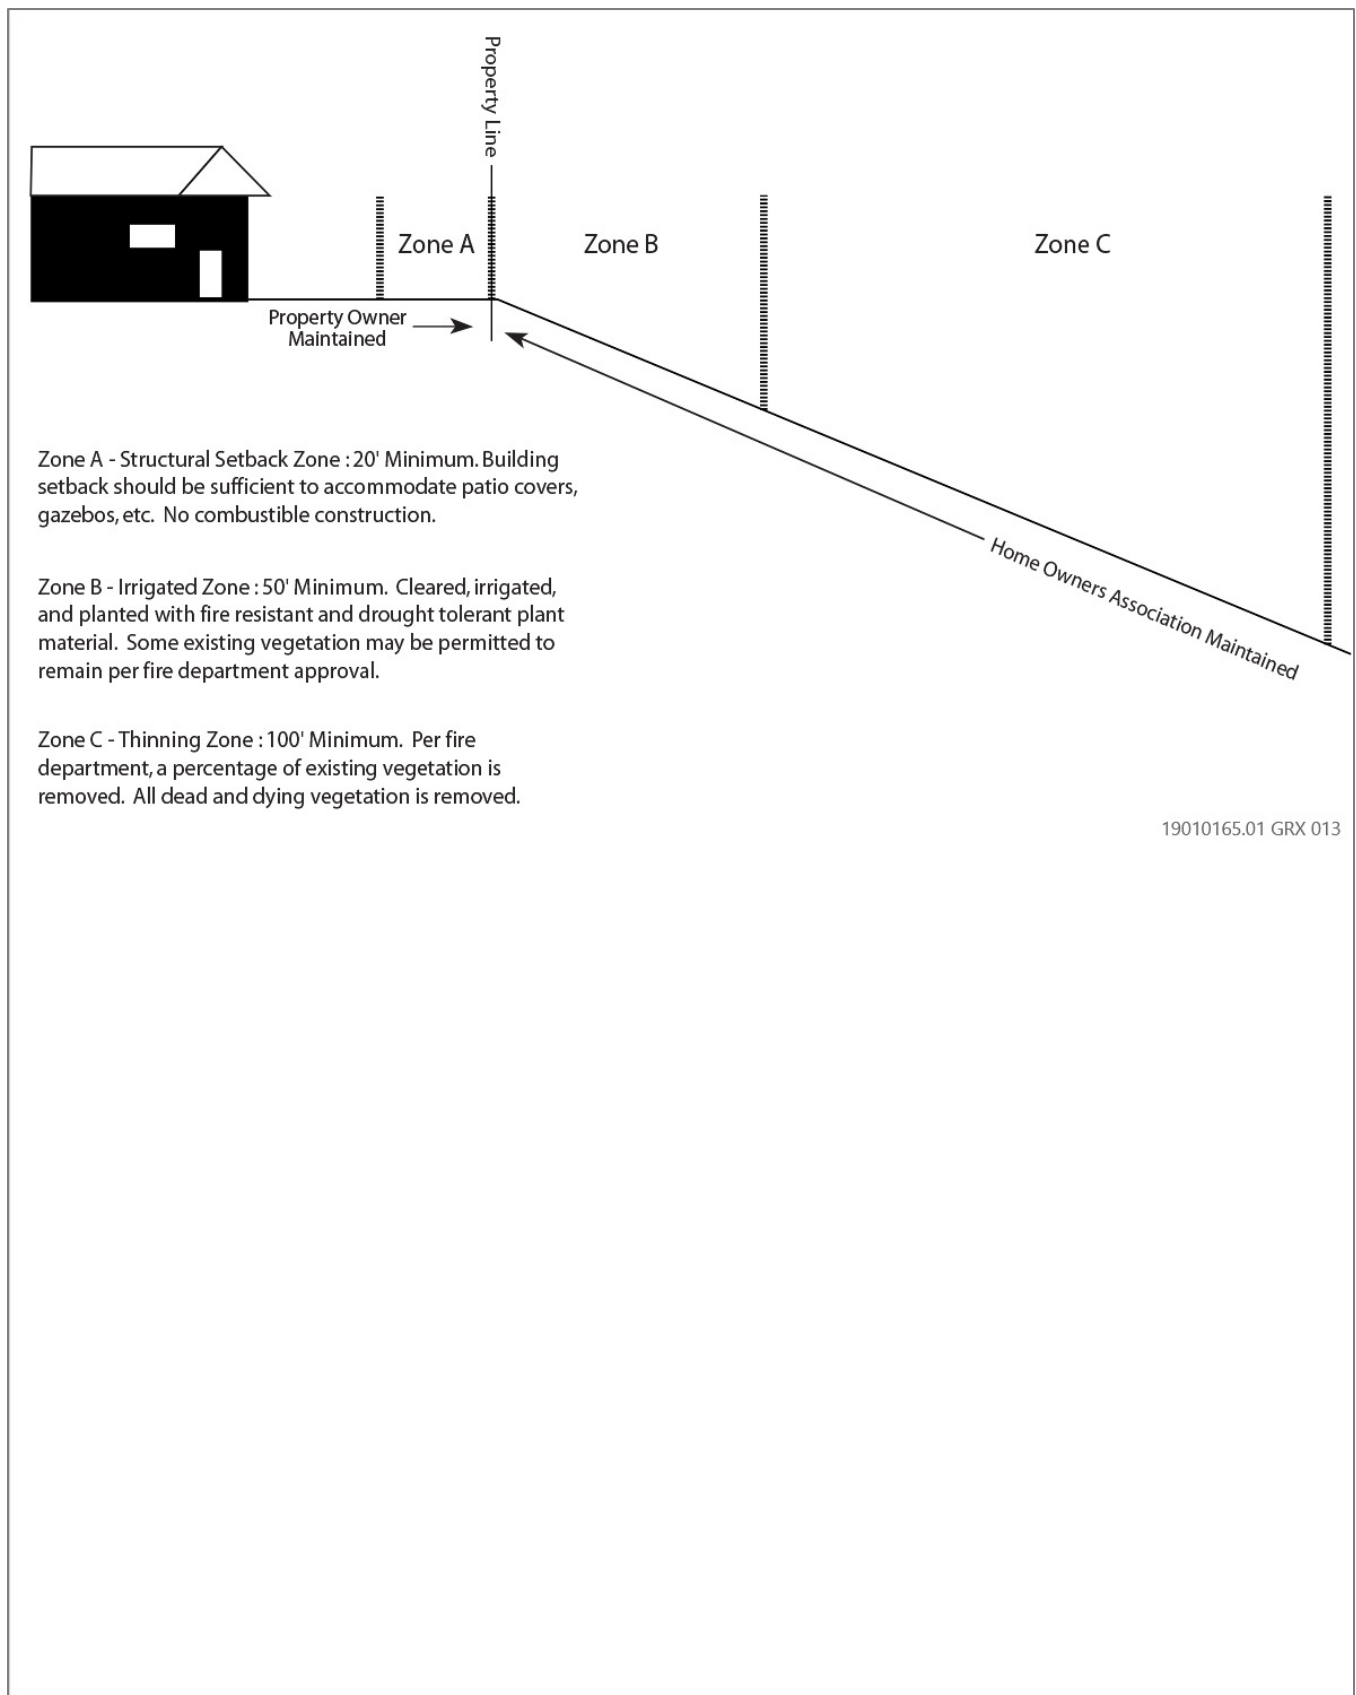 Property Line
Zone A
Zone B
Zone C
Property Owner
Maintained
Home Owners Association Maintained
Zone A - Structural Setback Zone : 20' Minimum. Building
setback should be sufficient to accommodate patio covers,
gazebos, etc. No combustible construction.
Zone B - Irrigated Zone : 50' Minimum. Cleared, irrigated,
and planted with fire resistant and drought tolerant plant
material. Some existing vegetation may be permitted to
remain per fire department approval.
Zone C - Thinning Zone : 100' Minimum. Per fire
department, a percentage of existing vegetation is
removed. All dead and dying vegetation is removed.
19010165.01 GRX 013